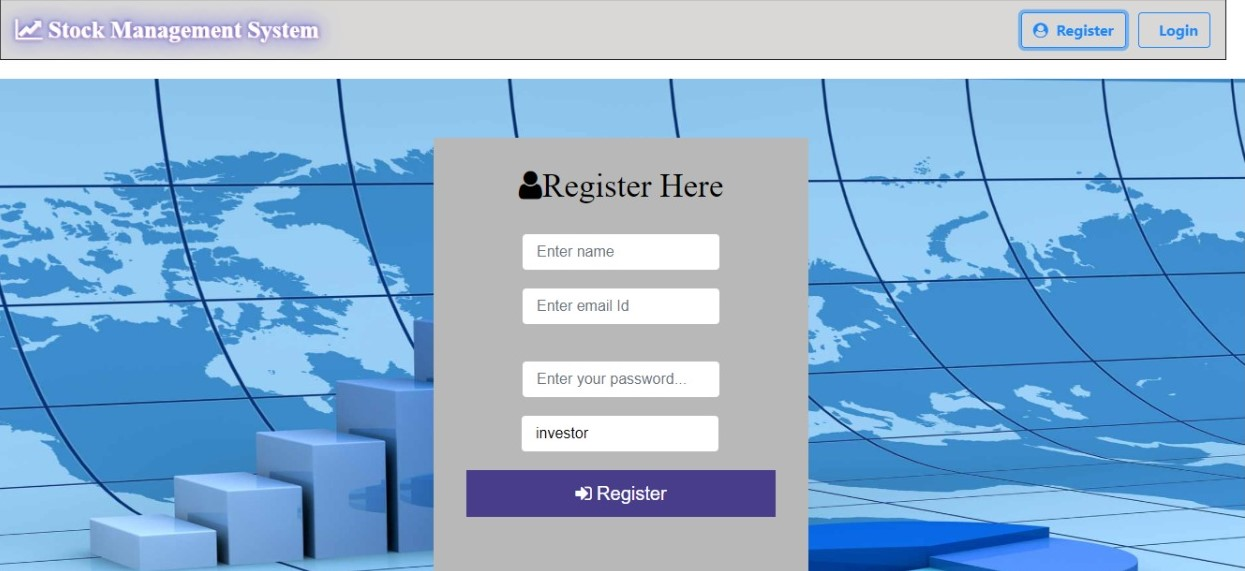 Stock Management System
Register
Login
Register Here
Enter name
Enter email Id
Enter your password...
investor
Register